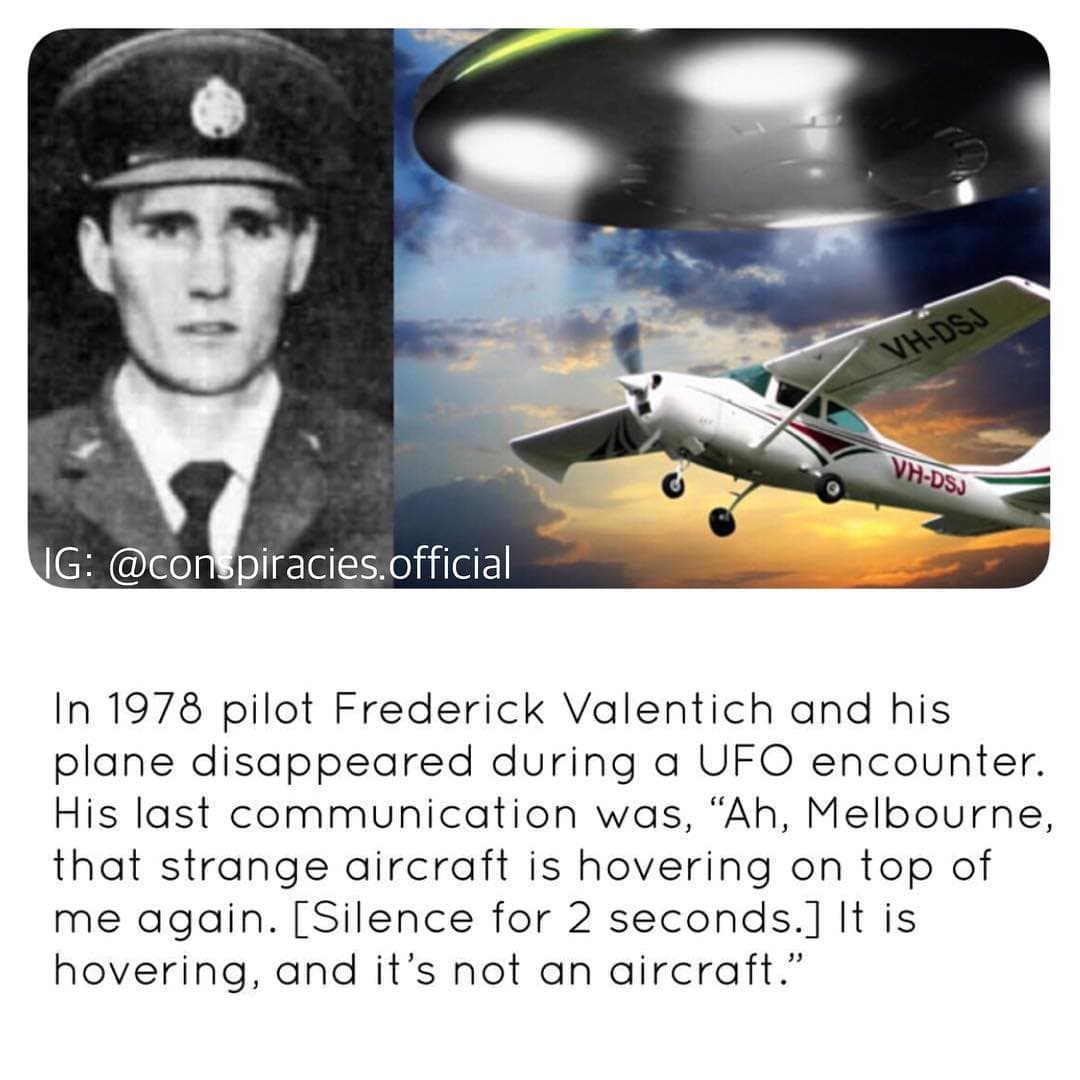 VH-DSJ
VH-DSJ
IG: @conspiracies.official
In 1978 pilot Frederick Valentich and his
plane disappeared during a UFO encounter.
His last communication was, “Ah, Melbourne,
that strange aircraft is hovering on top of
me again. [Silence for 2 seconds.] It is
hovering, and it’s not an aircraft.”